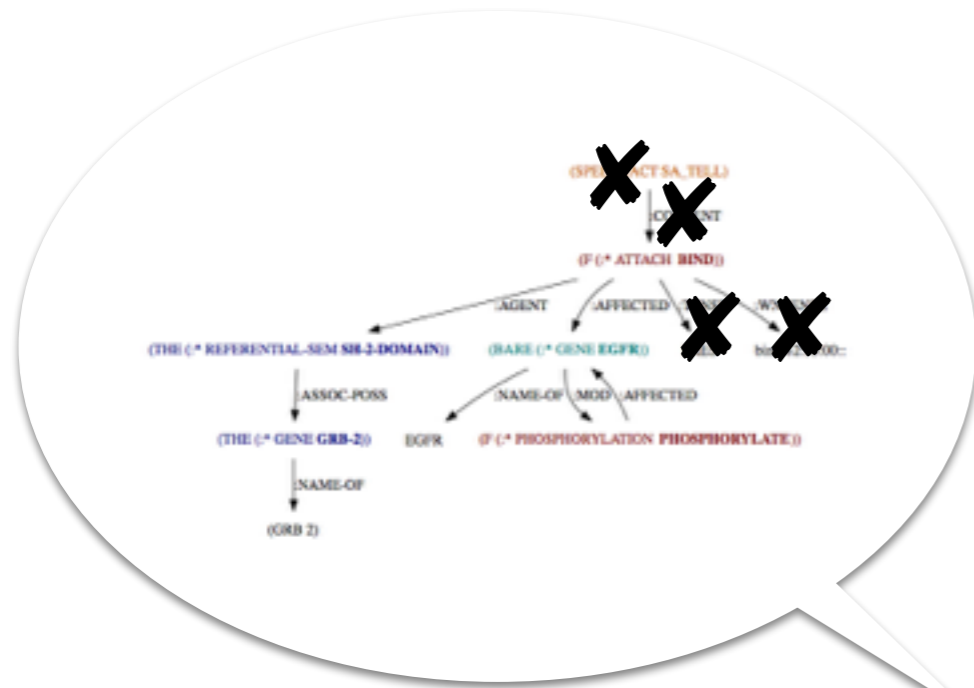 SA_TELL)
(F (:* ATTACH BIND))
:AGENT :AFFECTED
(THE (:* REFERENTIAL-SEM SH-2-DOMAIN)) (BARE (:* GENE EGFR))
:ASSOC-POSS :NAME-OF :MOD :AFFECTED
(THE (:* GENE GRB-2)) EGFR (F (:* PHOSPHORYLATION PHOSPHORYLATE))
:NAME-OF
(GRB 2)